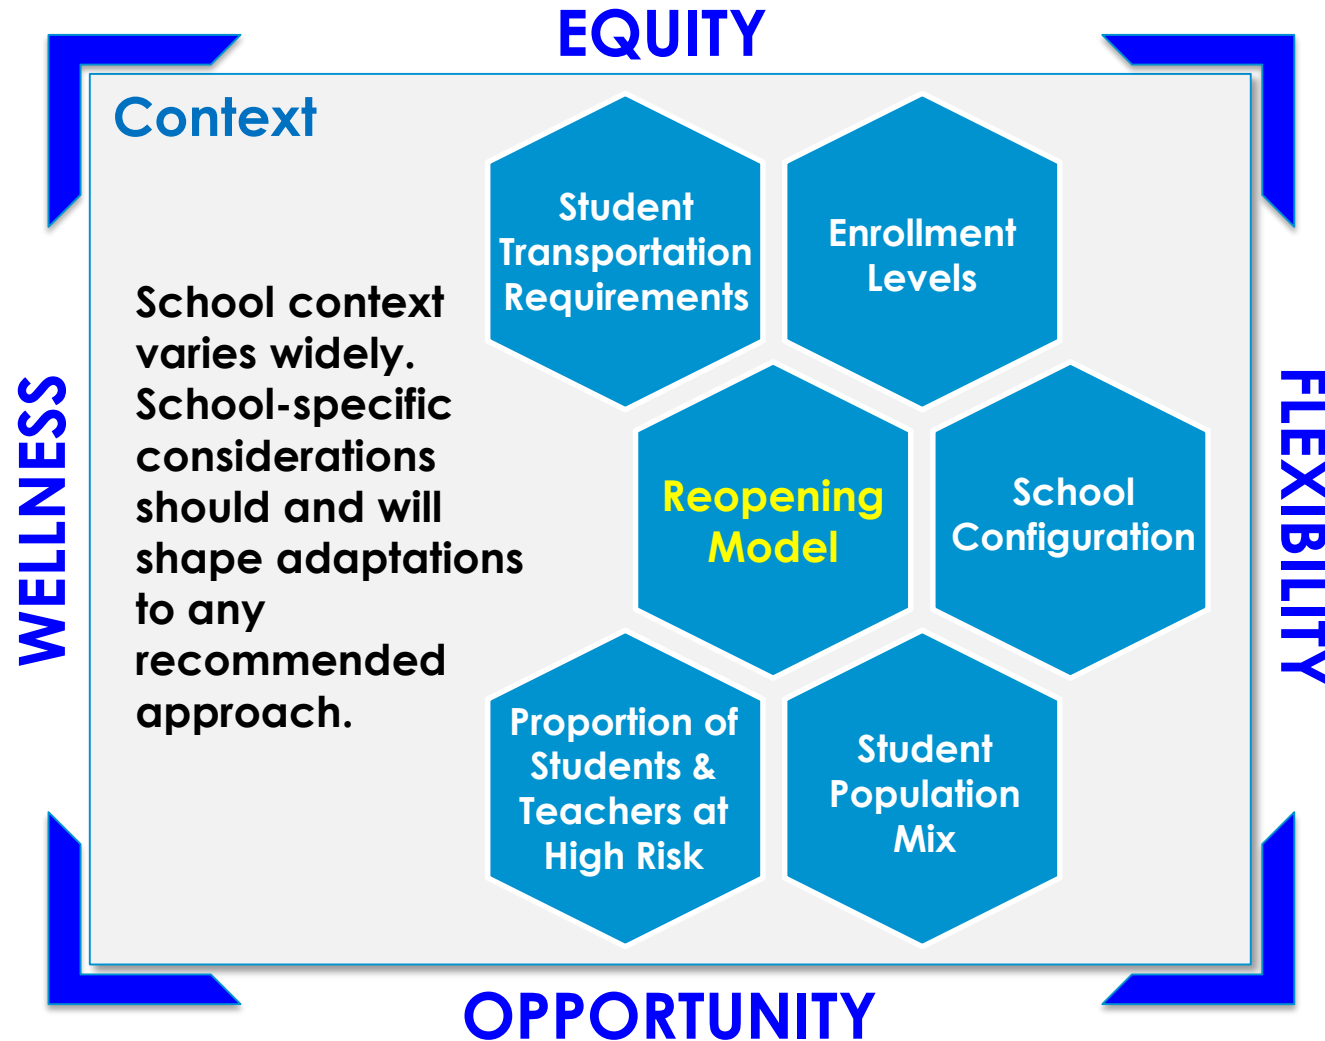 EQUITY
Context
School context
varies widely.
School-specific
considerations
should and will
shape adaptations
to any
recommended
approach.
Student
Transportation
Requirements
Enrollment
Levels
Reopening
Model
School
Configuration
Proportion of
Students &
Teachers at
High Risk
Student
Population
Mix
WELLNESS
FLEXIBILITY
OPPORTUNITY